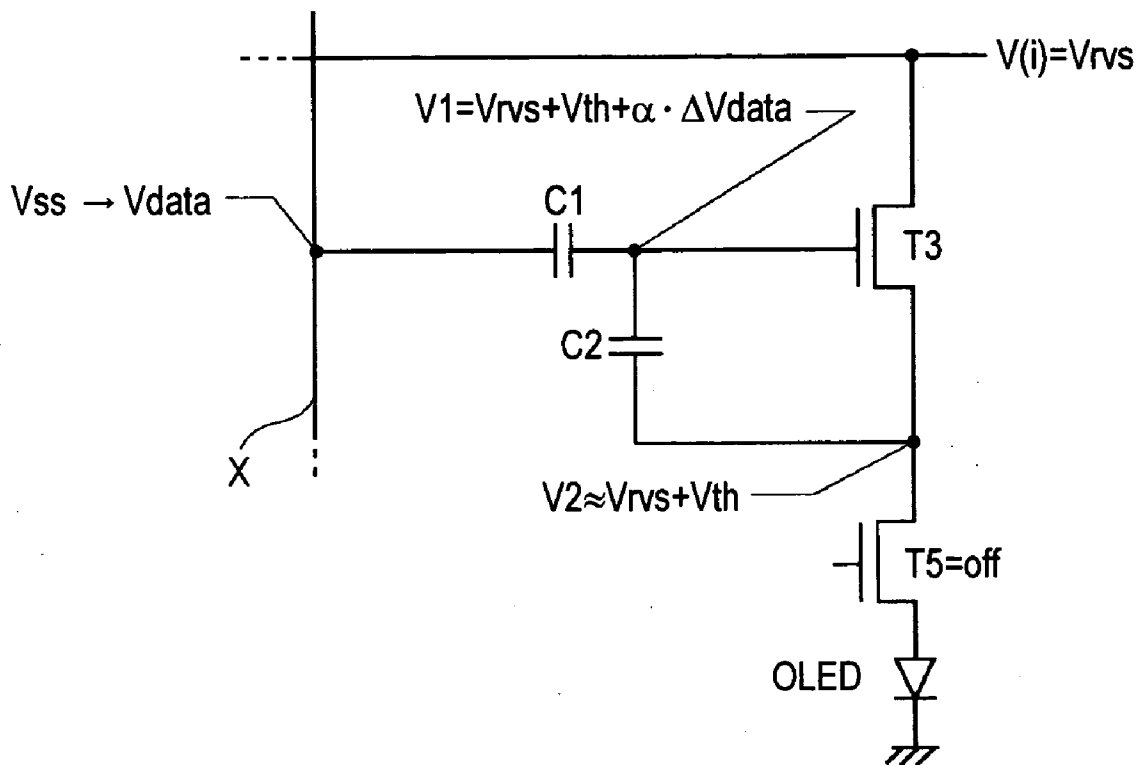 V(i)=Vrvs
V1=Vrvs+Vth+α・ΔVdata
Vss → Vdata
C1
T3
C2
X
V2≈Vrvs+Vth
T5=off
OLED